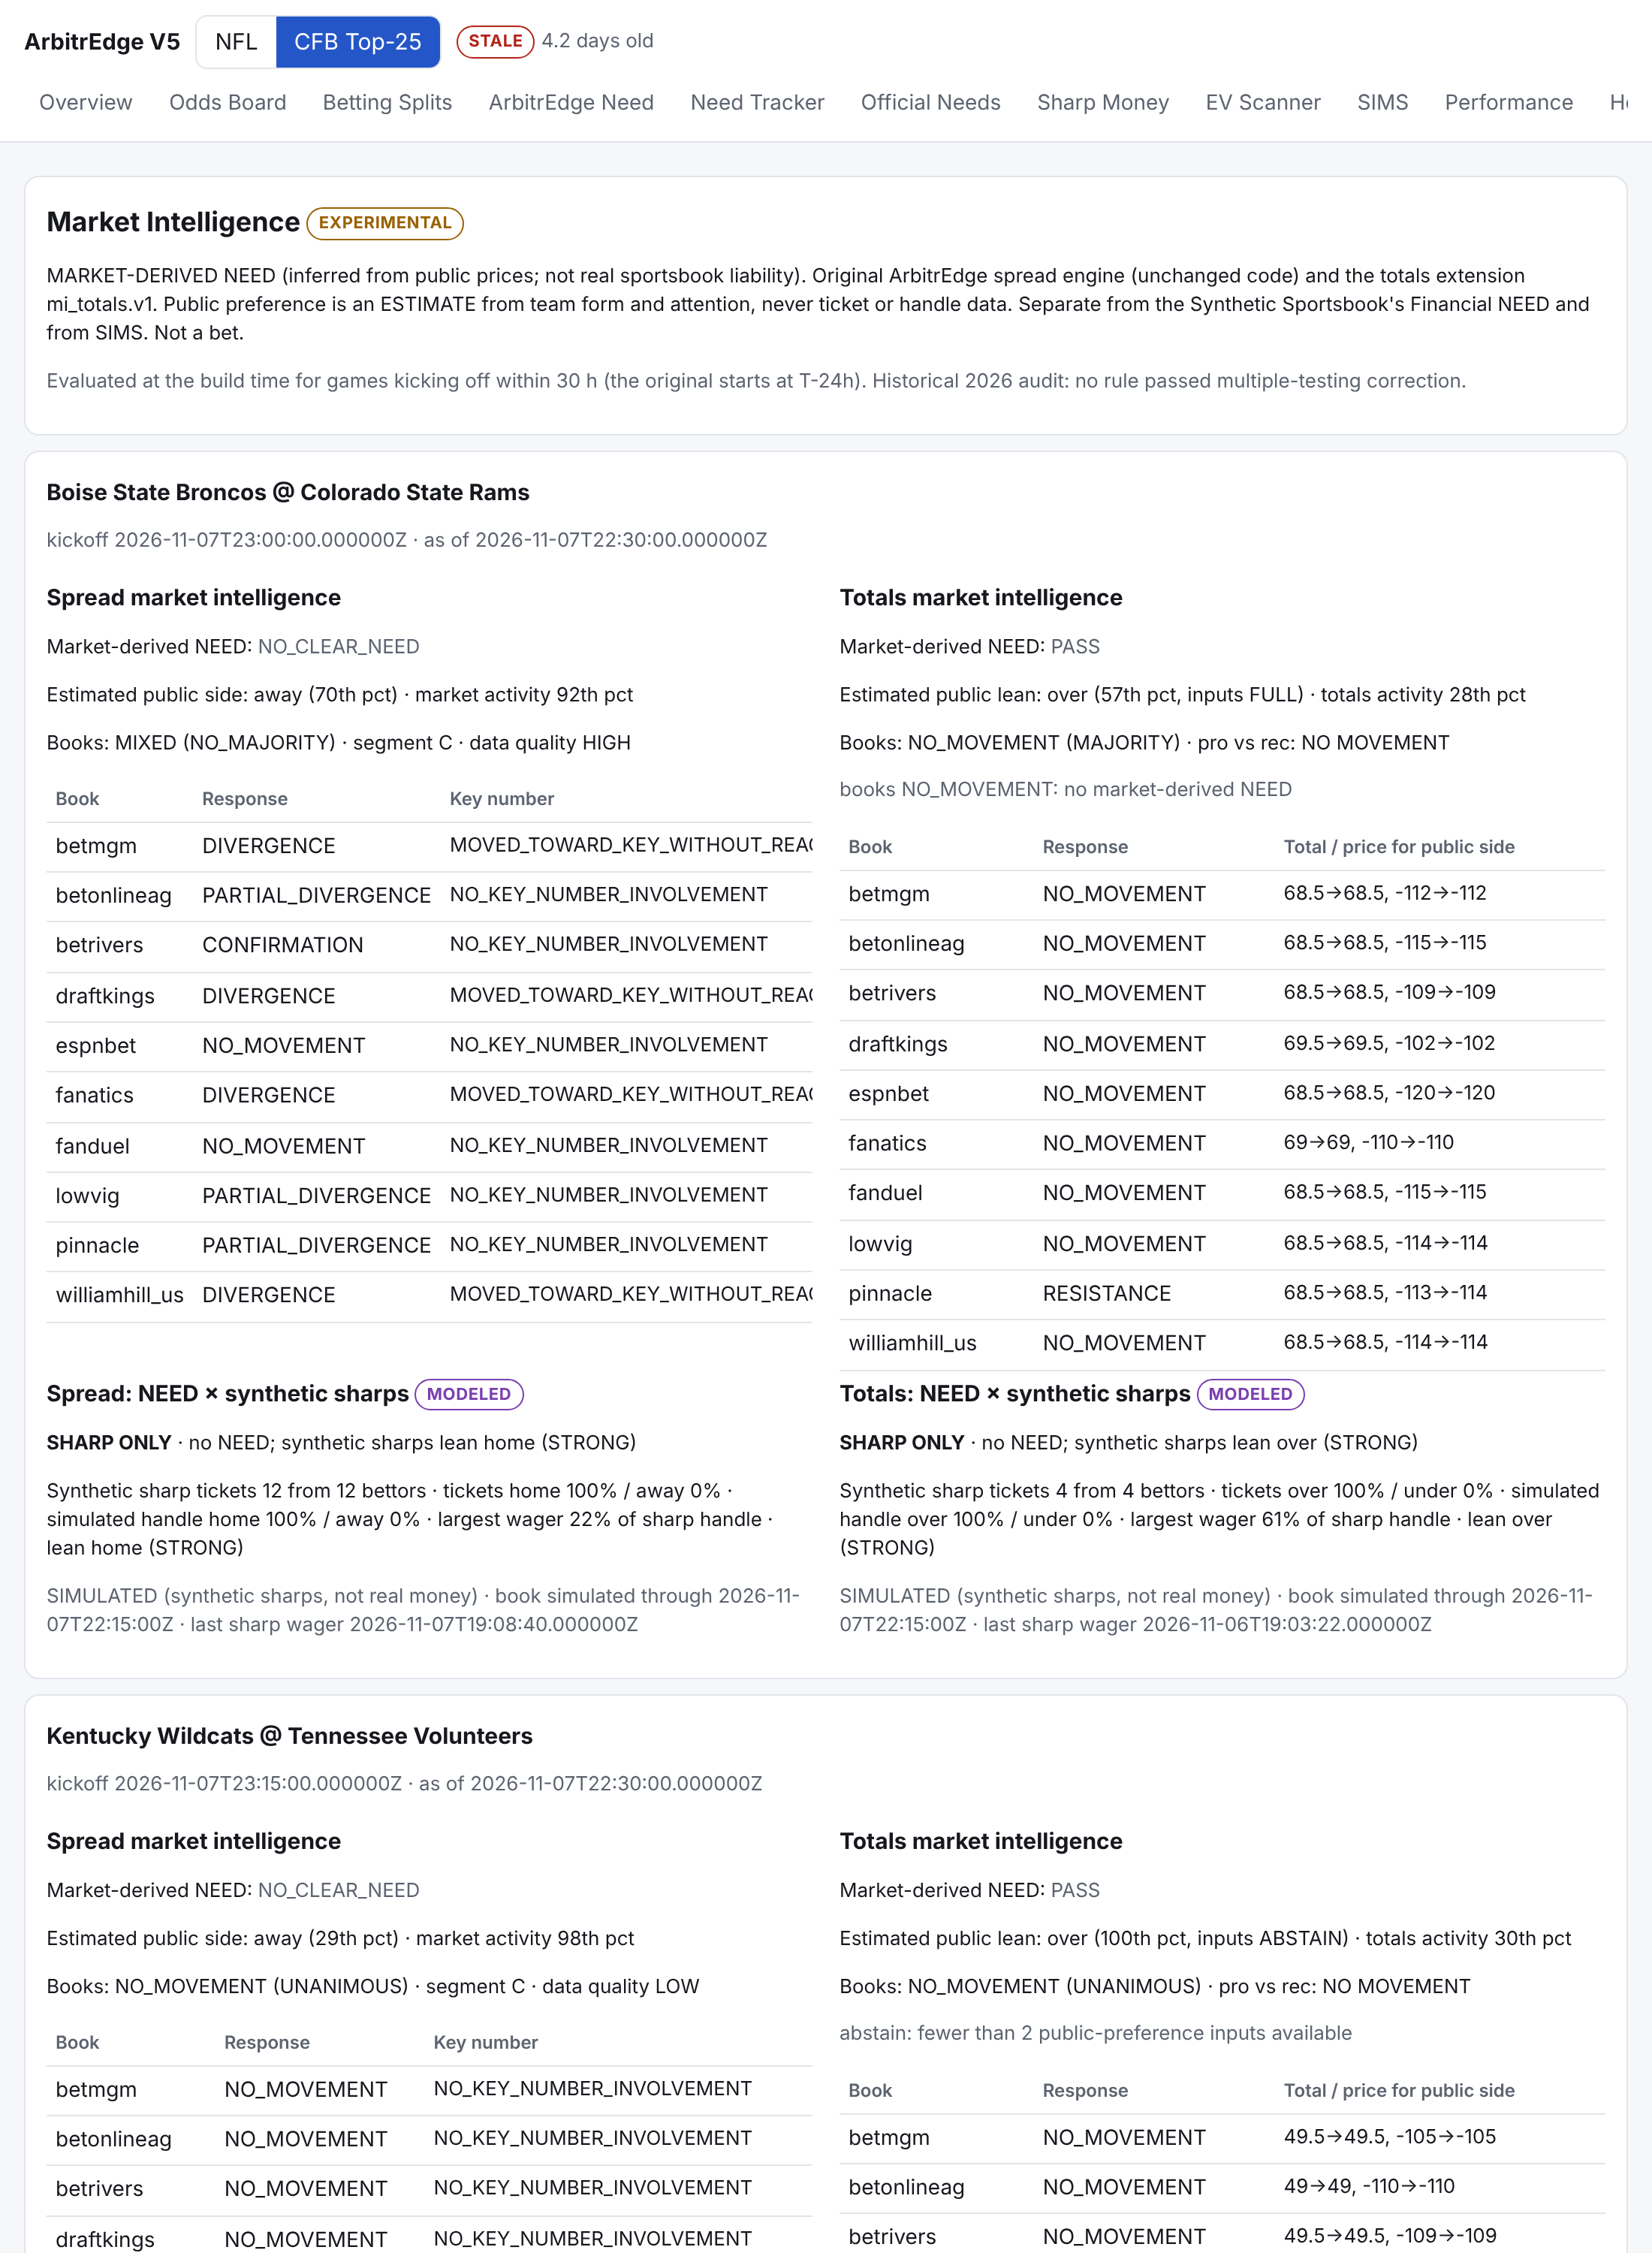 ArbitrEdge V5 NFL CFB Top-25 STALE 4.2 days old
Overview Odds Board Betting Splits ArbitrEdge Need Need Tracker Official Needs Sharp Money EV Scanner SIMS Performance
Market Intelligence EXPERIMENTAL
MARKET-DERIVED NEED (inferred from public prices; not real sportsbook liability). Original ArbitrEdge spread engine (unchanged code) and the totals extension
mi_totals.v1. Public preference is an ESTIMATE from team form and attention, never ticket or handle data. Separate from the Synthetic Sportsbook's Financial NEED and
from SIMS. Not a bet.
Evaluated at the build time for games kicking off within 30 h (the original starts at T-24h). Historical 2026 audit: no rule passed multiple-testing correction.
Boise State Broncos @ Colorado State Rams
kickoff 2026-11-07T23:00:00.000000Z · as of 2026-11-07T22:30:00.000000Z
Spread market intelligence
Market-derived NEED: NO_CLEAR_NEED
Estimated public side: away (70th pct) · market activity 92th pct
Books: MIXED (NO_MAJORITY) · segment C · data quality HIGH
Book Response Key number
betmgm DIVERGENCE MOVED_TOWARD_KEY_WITHOUT_REAC
betonlineag PARTIAL_DIVERGENCE NO_KEY_NUMBER_INVOLVEMENT
betrivers CONFIRMATION NO_KEY_NUMBER_INVOLVEMENT
draftkings DIVERGENCE MOVED_TOWARD_KEY_WITHOUT_REAC
espnbet NO_MOVEMENT NO_KEY_NUMBER_INVOLVEMENT
fanatics DIVERGENCE MOVED_TOWARD_KEY_WITHOUT_REAC
fanduel NO_MOVEMENT NO_KEY_NUMBER_INVOLVEMENT
lowvig PARTIAL_DIVERGENCE NO_KEY_NUMBER_INVOLVEMENT
pinnacle PARTIAL_DIVERGENCE NO_KEY_NUMBER_INVOLVEMENT
williamhill_us DIVERGENCE MOVED_TOWARD_KEY_WITHOUT_REAC
Totals market intelligence
Market-derived NEED: PASS
Estimated public lean: over (57th pct, inputs FULL) · totals activity 28th pct
Books: NO_MOVEMENT (MAJORITY) · pro vs rec: NO MOVEMENT
books NO_MOVEMENT: no market-derived NEED
Book Response Total / price for public side
betmgm NO_MOVEMENT 68.5→68.5, -112→-112
betonlineag NO_MOVEMENT 68.5→68.5, -115→-115
betrivers NO_MOVEMENT 68.5→68.5, -109→-109
draftkings NO_MOVEMENT 69.5→69.5, -102→-102
espnbet NO_MOVEMENT 68.5→68.5, -120→-120
fanatics NO_MOVEMENT 69→69, -110→-110
fanduel NO_MOVEMENT 68.5→68.5, -115→-115
lowvig NO_MOVEMENT 68.5→68.5, -114→-114
pinnacle RESISTANCE 68.5→68.5, -113→-114
williamhill_us NO_MOVEMENT 68.5→68.5, -114→-114
Spread: NEED × synthetic sharps MODELED
SHARP ONLY · no NEED; synthetic sharps lean home (STRONG)
Synthetic sharp tickets 12 from 12 bettors · tickets home 100% / away 0% ·
simulated handle home 100% / away 0% · largest wager 22% of sharp handle ·
lean home (STRONG)
SIMULATED (synthetic sharps, not real money) · book simulated through 2026-11-
07T22:15:00Z · last sharp wager 2026-11-07T19:08:40.000000Z
Totals: NEED × synthetic sharps MODELED
SHARP ONLY · no NEED; synthetic sharps lean over (STRONG)
Synthetic sharp tickets 4 from 4 bettors · tickets over 100% / under 0% · simulated
handle over 100% / under 0% · largest wager 61% of sharp handle · lean over
(STRONG)
SIMULATED (synthetic sharps, not real money) · book simulated through 2026-11-
07T22:15:00Z · last sharp wager 2026-11-06T19:03:22.000000Z
Kentucky Wildcats @ Tennessee Volunteers
kickoff 2026-11-07T23:15:00.000000Z · as of 2026-11-07T22:30:00.000000Z
Spread market intelligence
Market-derived NEED: NO_CLEAR_NEED
Estimated public side: away (29th pct) · market activity 98th pct
Books: NO_MOVEMENT (UNANIMOUS) · segment C · data quality LOW
Book Response Key number
betmgm NO_MOVEMENT NO_KEY_NUMBER_INVOLVEMENT
betonlineag NO_MOVEMENT NO_KEY_NUMBER_INVOLVEMENT
betrivers NO_MOVEMENT NO_KEY_NUMBER_INVOLVEMENT
draftkings NO_MOVEMENT NO_KEY_NUMBER_INVOLVEMENT
Totals market intelligence
Market-derived NEED: PASS
Estimated public lean: over (100th pct, inputs ABSTAIN) · totals activity 30th pct
Books: NO_MOVEMENT (UNANIMOUS) · pro vs rec: NO MOVEMENT
abstain: fewer than 2 public-preference inputs available
Book Response Total / price for public side
betmgm NO_MOVEMENT 49.5→49.5, -105→-105
betonlineag NO_MOVEMENT 49→49, -110→-110
betrivers NO_MOVEMENT 49.5→49.5, -109→-109